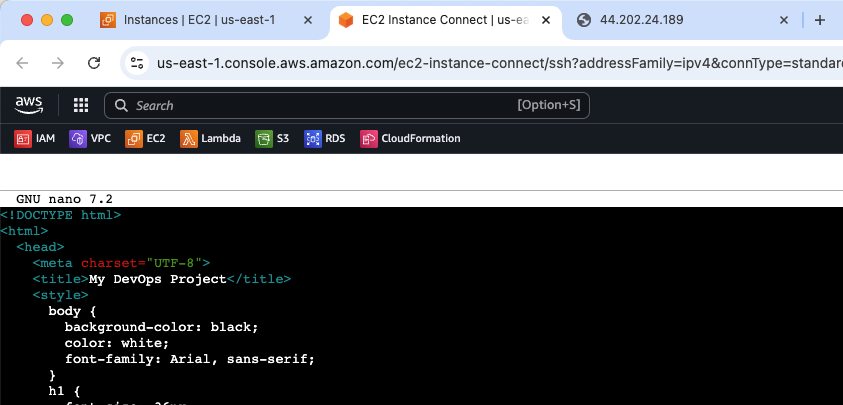 Instances | EC2 | us-east-1
EC2 Instance Connect | us-ea
44.202.24.189
us-east-1.console.aws.amazon.com/ec2-instance-connect/ssh?addressFamily=ipv4&connType=standar
aws
Search
[Option+S]
IAM
VPC
EC2
Lambda
S3
RDS
CloudFormation
GNU nano 7.2
<!DOCTYPE html>
<html>
<head>
<meta charset="UTF-8">
<title>My DevOps Project</title>
<style>
body {
background-color: black;
color: white;
font-family: Arial, sans-serif;
}
h1 {